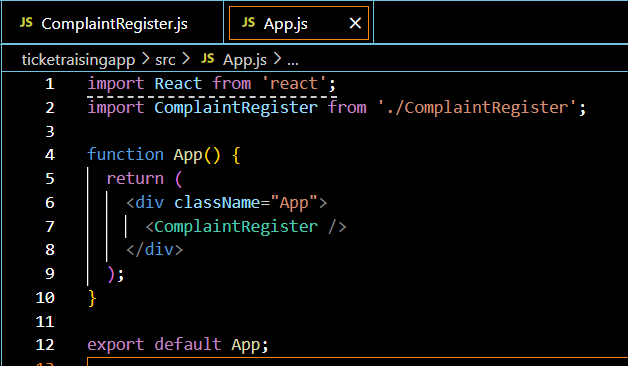 JS ComplaintRegister.js
JS App.js ×
ticketraisingapp > src > JS App.js > ...
1 import React from 'react';
2 import ComplaintRegister from './ComplaintRegister';
3
4 function App() {
5   return (
6     <div className="App">
7       <ComplaintRegister />
8     </div>
9   );
10 }
11
12 export default App;
13